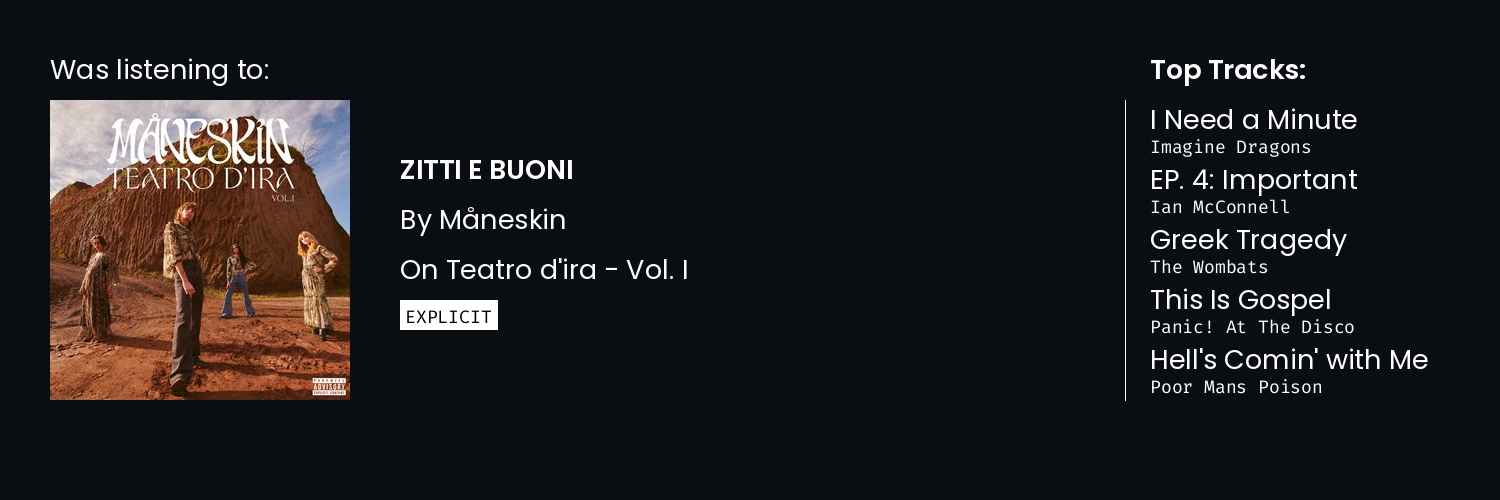 Was listening to:
MÅNESKIN
TEATRO D'IRA
VOL.I
PARENTAL
ADVISORY
EXPLICIT CONTENT
ZITTI E BUONI
By Måneskin
On Teatro d'ira - Vol. I
EXPLICIT
Top Tracks:
I Need a Minute
Imagine Dragons
EP. 4: Important
Ian McConnell
Greek Tragedy
The Wombats
This Is Gospel
Panic! At The Disco
Hell's Comin' with Me
Poor Mans Poison